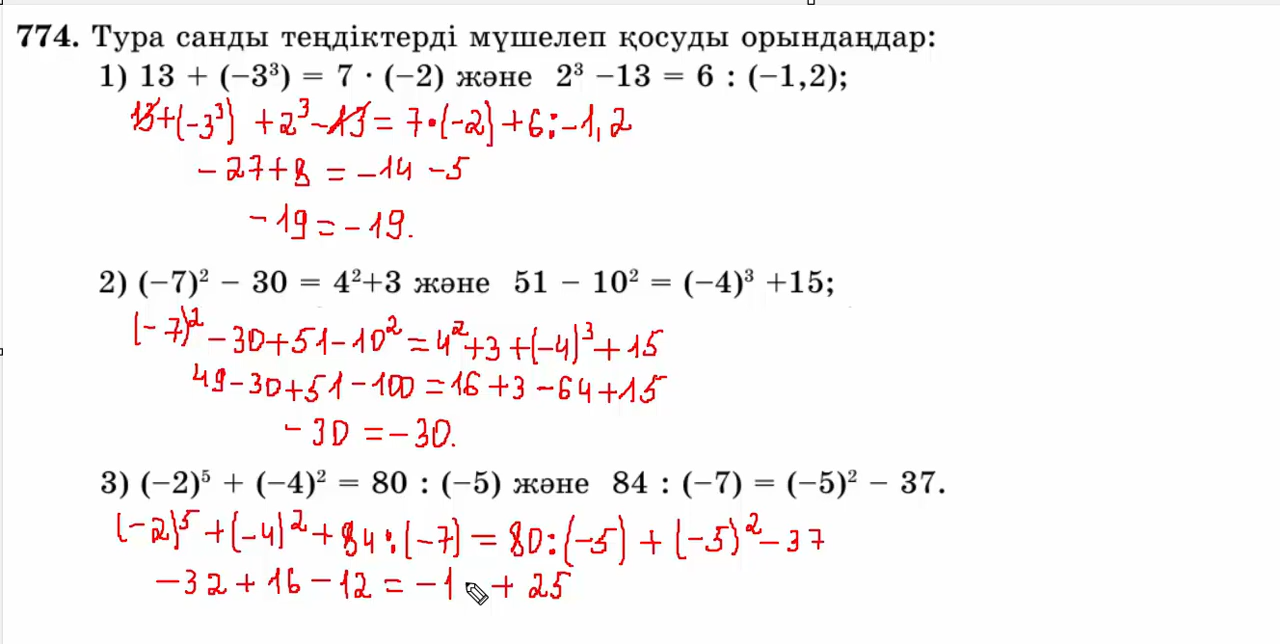 774. Тура санды теңдіктерді мүшелеп қосуды орындаңдар:
1) 13 + (−3³) = 7 · (−2) және 2³ −13 = 6 : (−1,2);
13+(-3³) +2³-13 = 7·(-2)+6:-1,2
-27+8 = -14-5
-19=-19.
2) (−7)² − 30 = 4²+3 және 51 − 10² = (−4)³ +15;
(-7)²-30+51-10²=4²+3+(-4)³+15
49-30+51-100=16+3-64+15
-30=-30.
3) (−2)⁵ + (−4)² = 80 : (−5) және 84 : (−7) = (−5)² − 37.
(-2)⁵+(-4)²+84:(-7)=80:(-5)+(-5)²-37
-32+16-12=-1 + 25